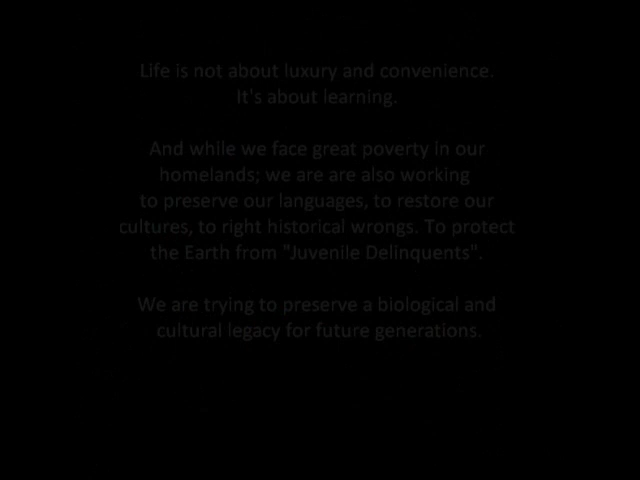 Life is not about luxury and convenience.
It's about learning.
And while we face great poverty in our
homelands; we are are also working
to preserve our languages, to restore our
cultures, to right historical wrongs. To protect
the Earth from "Juvenile Delinquents".
We are trying to preserve a biological and
cultural legacy for future generations.